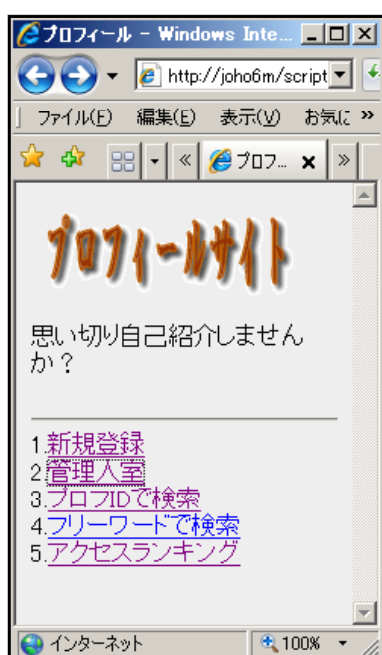 プロフィール - Windows Inte...
http://joho6m/script
ファイル(F) 編集(E) 表示(V) お気に »
« プロフ... »
プロフィールサイト
思い切り自己紹介しません
か？
1.新規登録
2.管理人室
3.プロフIDで検索
4.フリーワードで検索
5.アクセスランキング
インターネット 100%